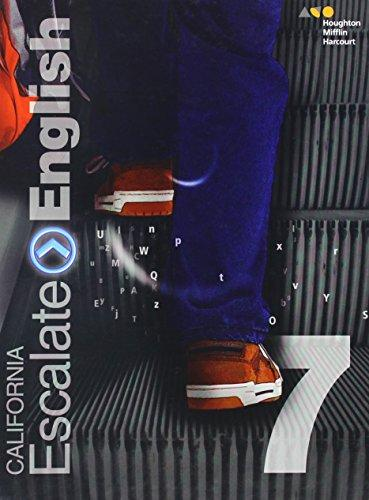 Houghton
Mifflin
Harcourt
CALIFORNIA
Escalate English
7